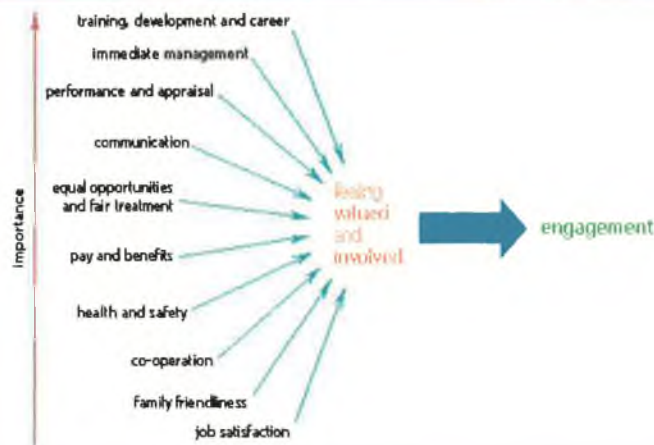 training, development and career
immediate management
performance and appraisal
communication
equal opportunities
and fair treatment
pay and benefits
health and safety
co-operation
family friendliness
job satisfaction
importance
feeling
valued
and
involved
engagement